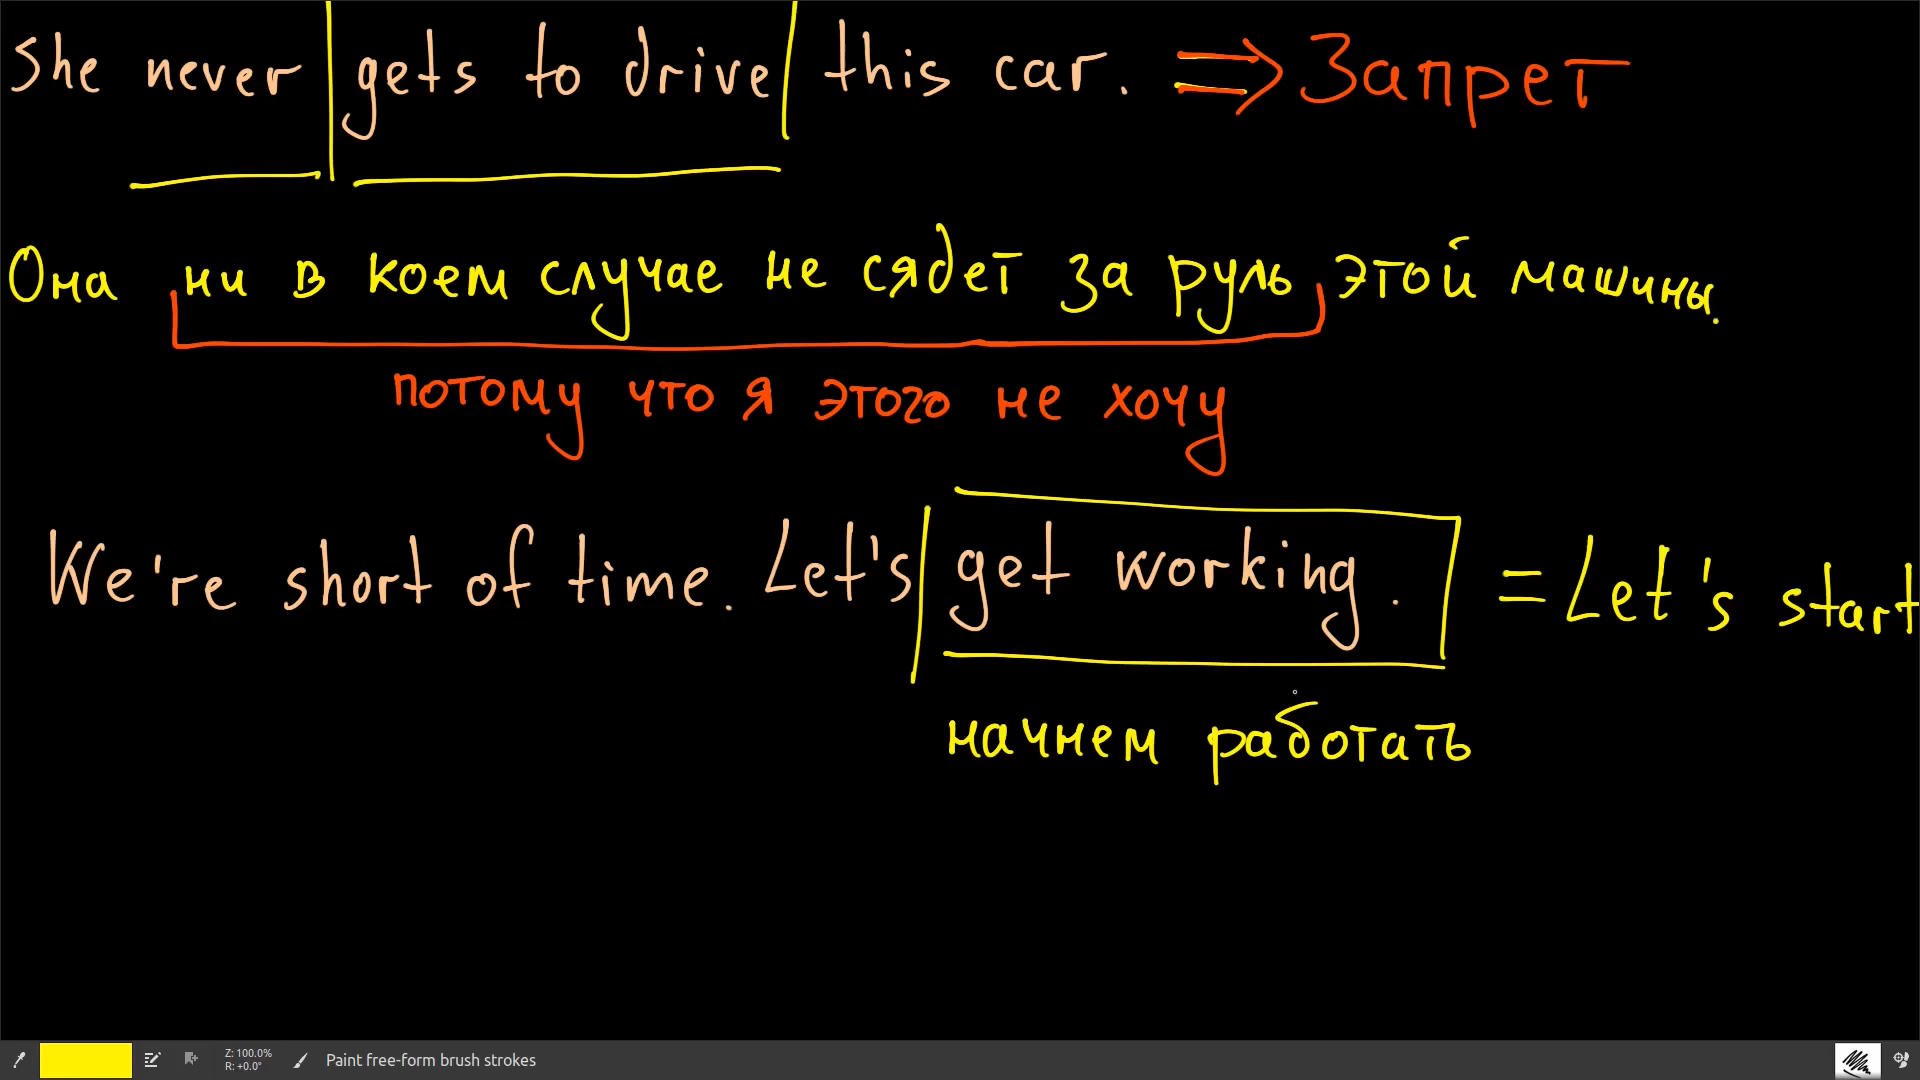 She never gets to drive this car. ⇒ Запрет
Она ни в коем случае не сядет за руль этой машины.
потому что я этого не хочу
We're short of time. Let's get working. = Let's start
начнем работать
Z: 100.0%
R: +0.0°
Paint free-form brush strokes